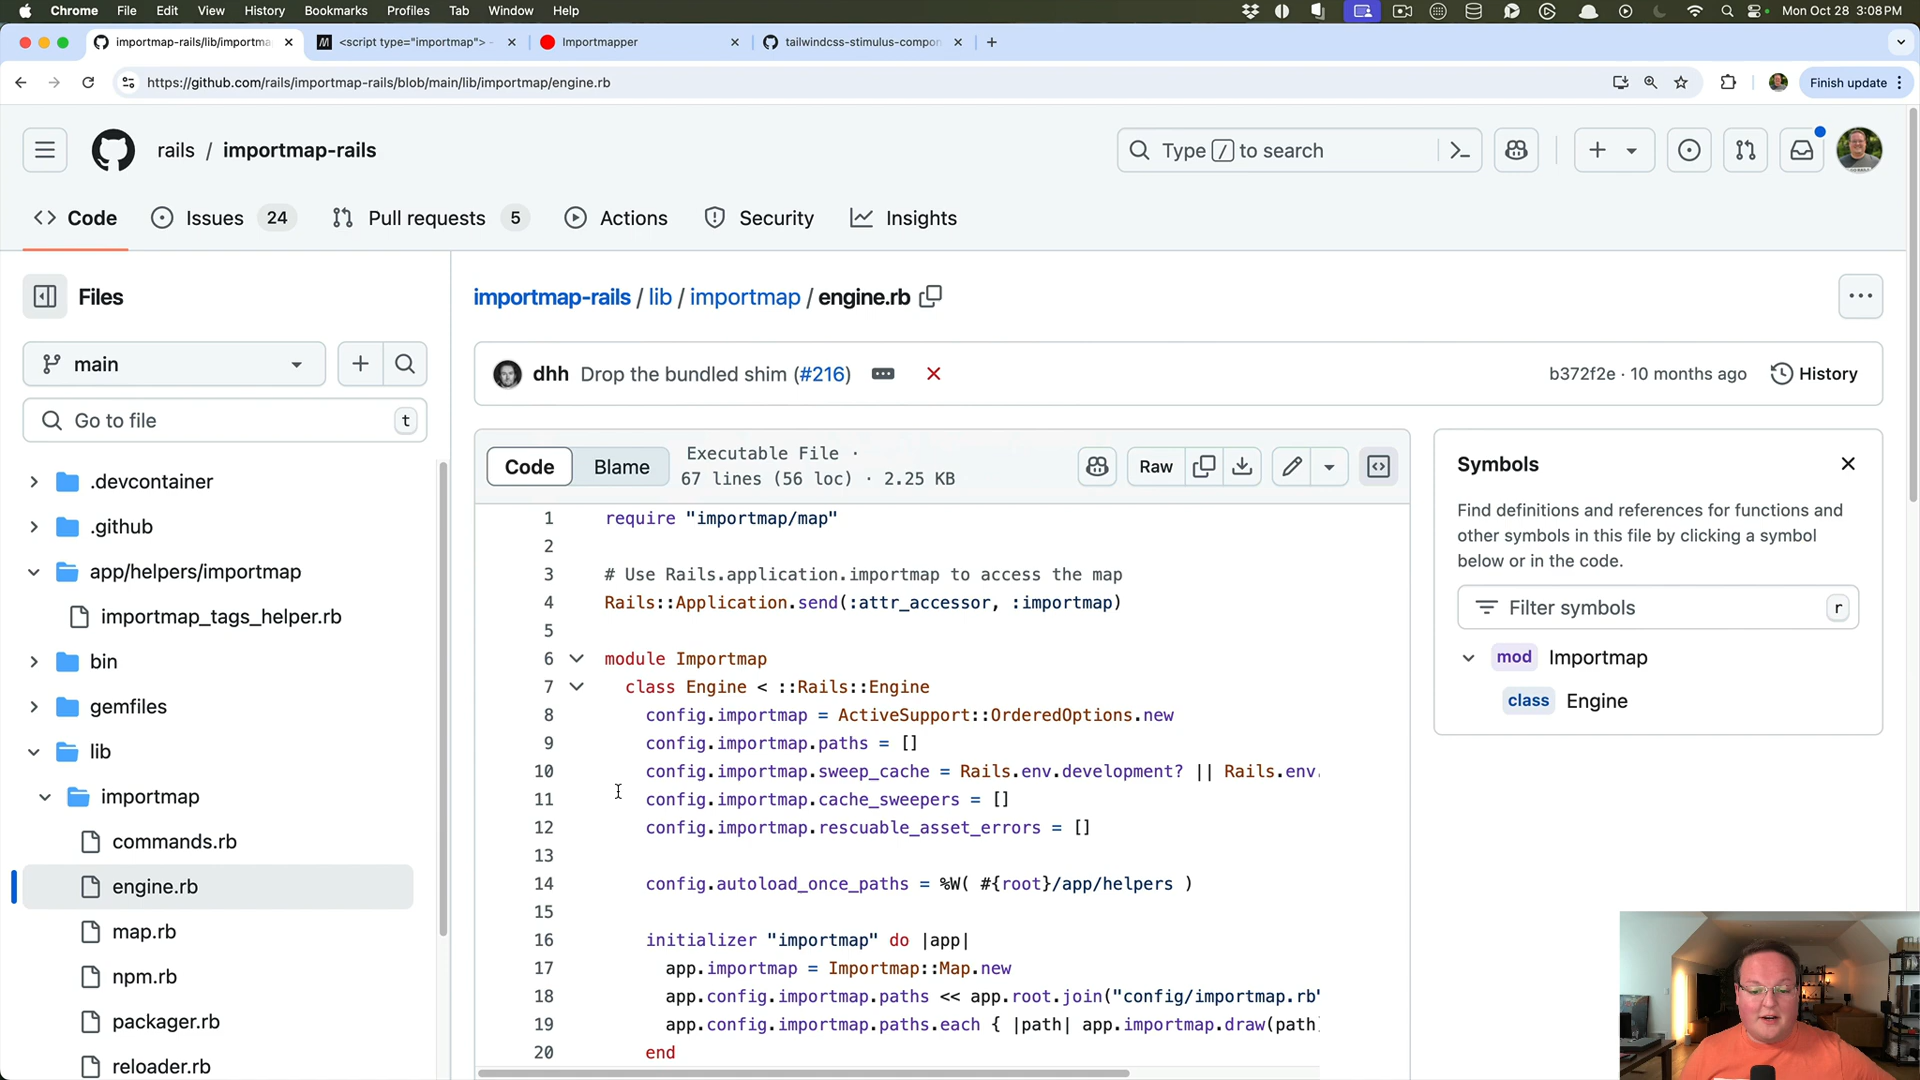 Chrome File Edit View History Bookmarks Profiles Tab Window Help Mon Oct 28 3:08 PM
importmap-rails/lib/importma <script type="importmap"> - Importmapper tailwindcss-stimulus-compon
https://github.com/rails/importmap-rails/blob/main/lib/importmap/engine.rb Finish update
rails / importmap-rails Type / to search
Code Issues 24 Pull requests 5 Actions Security Insights
Files
main
Go to file t
.devcontainer
.github
app/helpers/importmap
importmap_tags_helper.rb
bin
gemfiles
lib
importmap
commands.rb
engine.rb
map.rb
npm.rb
packager.rb
reloader.rb
importmap-rails / lib / importmap / engine.rb
dhh Drop the bundled shim (#216) b372f2e · 10 months ago History
Code Blame Executable File ·
67 lines (56 loc) · 2.25 KB Raw
1 require "importmap/map"
2
3 # Use Rails.application.importmap to access the map
4 Rails::Application.send(:attr_accessor, :importmap)
5
6 module Importmap
7 class Engine < ::Rails::Engine
8 config.importmap = ActiveSupport::OrderedOptions.new
9 config.importmap.paths = []
10 config.importmap.sweep_cache = Rails.env.development? || Rails.env.
11 config.importmap.cache_sweepers = []
12 config.importmap.rescuable_asset_errors = []
13
14 config.autoload_once_paths = %W( #{root}/app/helpers )
15
16 initializer "importmap" do |app|
17 app.importmap = Importmap::Map.new
18 app.config.importmap.paths << app.root.join("config/importmap.rb"
19 app.config.importmap.paths.each { |path| app.importmap.draw(path)
20 end
Symbols
Find definitions and references for functions and
other symbols in this file by clicking a symbol
below or in the code.
Filter symbols r
mod Importmap
class Engine